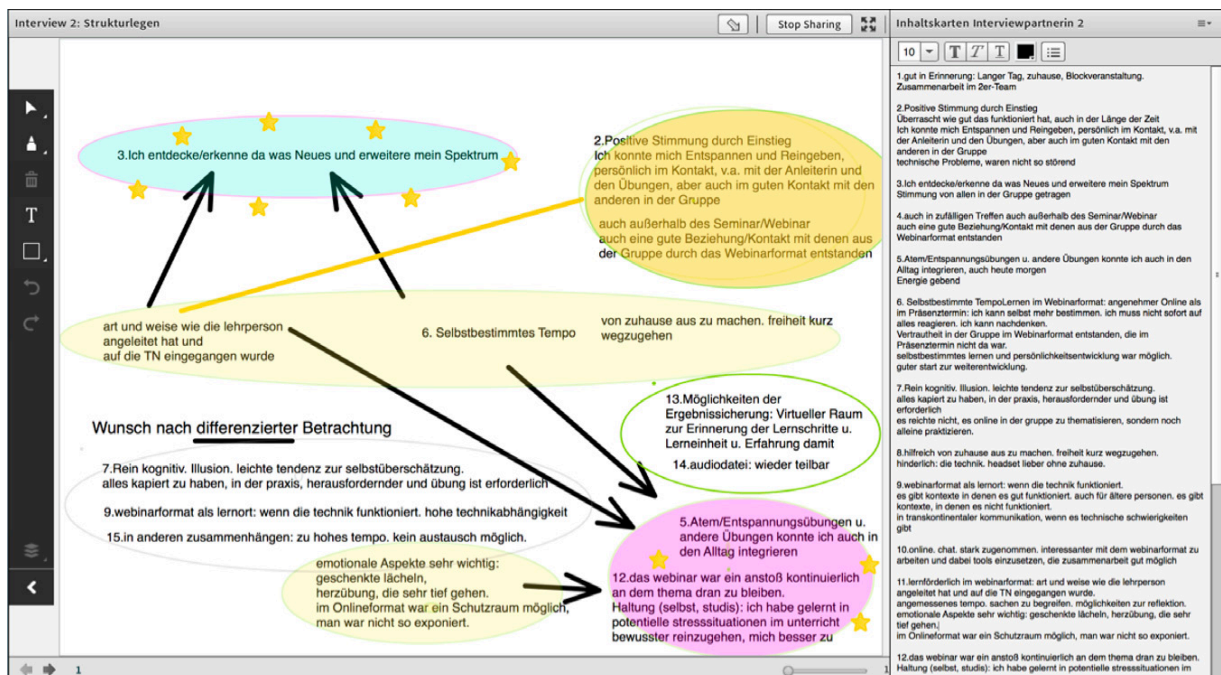 Interview 2: Strukturlegen
Stop Sharing
3.Ich entdecke/erkenne da was Neues und erweitere mein Spektrum
2.Positive Stimmung durch Einstieg
Ich konnte mich Entspannen und Reingeben,
persönlich im Kontakt, v.a. mit der Anleiterin und
den Übungen, aber auch im guten Kontakt mit den
anderen in der Gruppe
auch außerhalb des Seminar/Webinar
auch eine gute Beziehung/Kontakt mit denen aus
der Gruppe durch das Webinarformat entstanden
art und weise wie die lehrperson
angeleitet hat und
auf die TN eingegangen wurde
6. Selbstbestimmtes Tempo
von zuhause aus zu machen. freiheit kurz
wegzugehen
13.Möglichkeiten der
Ergebnissicherung: Virtueller Raum
zur Erinnerung der Lernschritte u.
Lerneinheit u. Erfahrung damit
14.audiodatei: wieder teilbar
Wunsch nach differenzierter Betrachtung
7.Rein kognitiv. Illusion. leichte tendenz zur selbstüberschätzung.
alles kapiert zu haben, in der praxis, herausfordernder und übung ist erforderlich
9.webinarformat als lernort: wenn die technik funktioniert. hohe technikabhängigkeit
15.in anderen zusammenhängen: zu hohes tempo. kein austausch möglich.
emotionale Aspekte sehr wichtig:
geschenkte lächeln,
herzübung, die sehr tief gehen.
im Onlineformat war ein Schutzraum möglich,
man war nicht so exponiert.
5.Atem/Entspannungsübungen u.
andere Übungen konnte ich auch in
den Alltag integrieren
12.das webinar war ein anstoß kontinuierlich
an dem thema dran zu bleiben.
Haltung (selbst, studis): ich habe gelernt in
potentielle stresssituationen im unterricht
bewusster reinzugehen, mich besser zu
1
1
Inhaltskarten Interviewpartnerin 2
10
T T T
T
1.gut in Erinnerung: Langer Tag, zuhause, Blockveranstaltung.
Zusammenarbeit im 2er-Team
2.Positive Stimmung durch Einstieg
Überrascht wie gut das funktioniert hat, auch in der Länge der Zeit
Ich konnte mich Entspannen und Reingeben, persönlich im Kontakt, v.a. mit
der Anleiterin und den Übungen, aber auch im guten Kontakt mit den
anderen in der Gruppe
technische Probleme, waren nicht so störend
3.Ich entdecke/erkenne da was Neues und erweitere mein Spektrum
Stimmung von allen in der Gruppe getragen
4.auch in zufälligen Treffen auch außerhalb des Seminar/Webinar
auch eine gute Beziehung/Kontakt mit denen aus der Gruppe durch das
Webinarformat entstanden
5.Atem/Entspannungsübungen u. andere Übungen konnte ich auch in den
Alltag integrieren, auch heute morgen
Energie gebend
6. Selbstbestimmte TempoLernen im Webinarformat: angenehmer Online als
im Präsenztermin: ich kann selbst mehr bestimmen. ich muss nicht sofort auf
alles reagieren. ich kann nachdenken.
Vertrautheit in der Gruppe im Webinarformat entstanden, die im
Präsenztermin nicht da war.
selbstbestimmtes lernen und persönlichkeitsentwicklung war möglich.
guter start zur weiterentwicklung.
7.Rein kognitiv. Illusion. leichte tendenz zur selbstüberschätzung.
alles kapiert zu haben, in der praxis, herausfordernder und übung ist
erforderlich
es reichte nicht, es online in der gruppe zu thematisieren, sondern noch
alleine praktizieren.
8.hilfreich von zuhause aus zu machen. freiheit kurz wegzugehen.
hinderlich: die technik. headset lieber ohne zuhause.
9.webinarformat als lernort: wenn die technik funktioniert.
es gibt kontexte in denen es gut funktioniert. auch für ältere personen. es gibt
kontexte, in denen es nicht funktioniert.
in transkontinentaler kommunikation, wenn es technische schwierigkeiten
gibt
10.online. chat. stark zugenommen. interessanter mit dem webinarformat zu
arbeiten und dabei tools einzusetzen, die zusammenarbeit gut möglich
11.lernförderlich im webinarformat: art und weise wie die lehrperson
angeleitet hat und auf die TN eingegangen wurde.
angemessenes tempo. sachen zu begreifen. möglichkeiten zur reflektion.
emotionale Aspekte sehr wichtig: geschenkte lächeln, herzübung, die sehr
tief gehen.
im Onlineformat war ein Schutzraum möglich, man war nicht so exponiert.
12.das webinar war ein anstoß kontinuierlich an dem thema dran zu bleiben.
Haltung (selbst, studis): ich habe gelernt in potentielle stresssituationen im